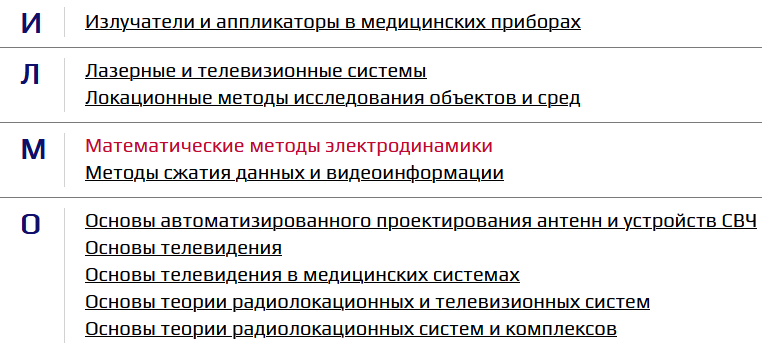 И
Излучатели и аппликаторы в медицинских приборах
Л
Лазерные и телевизионные системы
Локационные методы исследования объектов и сред
М
Математические методы электродинамики
Методы сжатия данных и видеоинформации
О
Основы автоматизированного проектирования антенн и устройств СВЧ
Основы телевидения
Основы телевидения в медицинских системах
Основы теории радиолокационных и телевизионных систем
Основы теории радиолокационных систем и комплексов